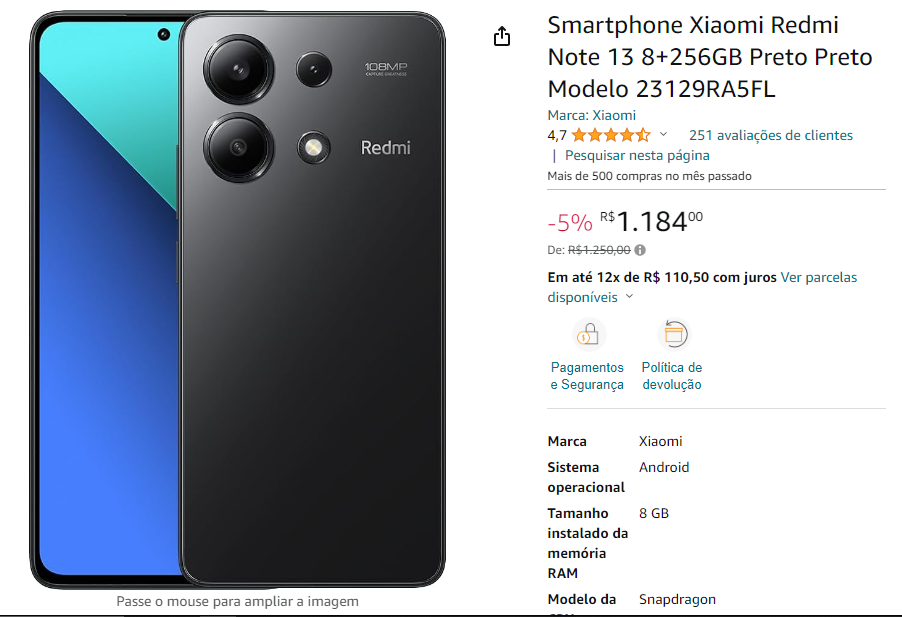 108MP
CAPTURE GREATNESS
Redmi
Passe o mouse para ampliar a imagem
Smartphone Xiaomi Redmi
Note 13 8+256GB Preto Preto
Modelo 23129RA5FL
Marca: Xiaomi
4,7 251 avaliações de clientes
| Pesquisar nesta página
Mais de 500 compras no mês passado
-5% R$1.18400
De: R$1.250,00
Em até 12x de R$ 110,50 com juros Ver parcelas
disponíveis
Pagamentos Política de
e Segurança devolução
Marca Xiaomi
Sistema Android
operacional
Tamanho 8 GB
instalado da
memória
RAM
Modelo da Snapdragon